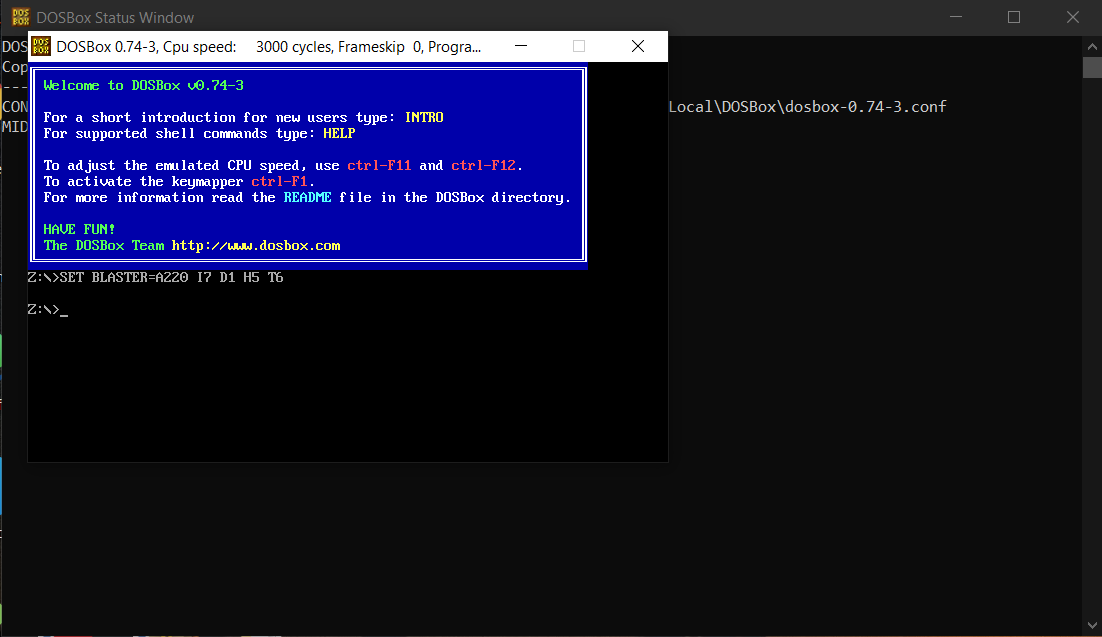 DOSBox Status Window
DOS
Cop
---
CON
Local\DOSBox\dosbox-0.74-3.conf
MID
DOSBox 0.74-3, Cpu speed: 3000 cycles, Frameskip 0, Progra...
Welcome to DOSBox v0.74-3
For a short introduction for new users type: INTRO
For supported shell commands type: HELP
To adjust the emulated CPU speed, use ctrl-F11 and ctrl-F12.
To activate the keymapper ctrl-F1.
For more information read the README file in the DOSBox directory.
HAVE FUN!
The DOSBox Team http://www.dosbox.com
Z:\>SET BLASTER=A220 I7 D1 H5 T6
Z:\>_